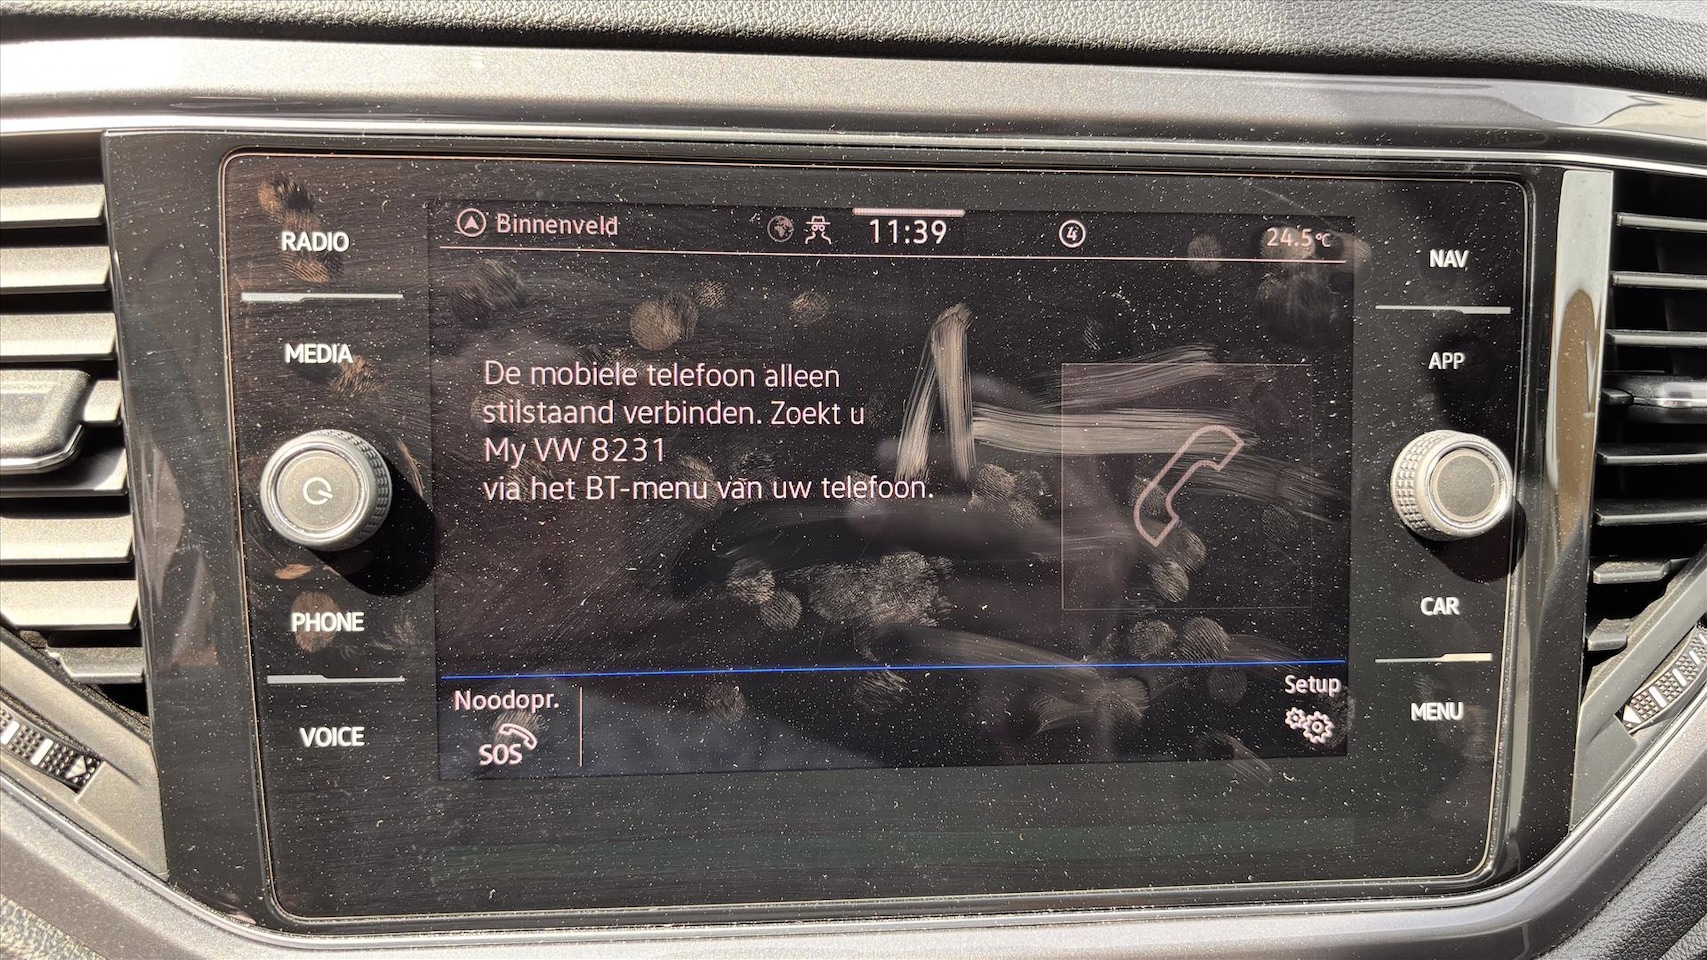 Binnenveld
11:39
4
24.5°C
RADIO
MEDIA
PHONE
VOICE
De mobiele telefoon alleen
stilstaand verbinden. Zoekt u
My VW 8231
via het BT-menu van uw telefoon.
Noodopr.
SOS
Setup
NAV
APP
CAR
MENU